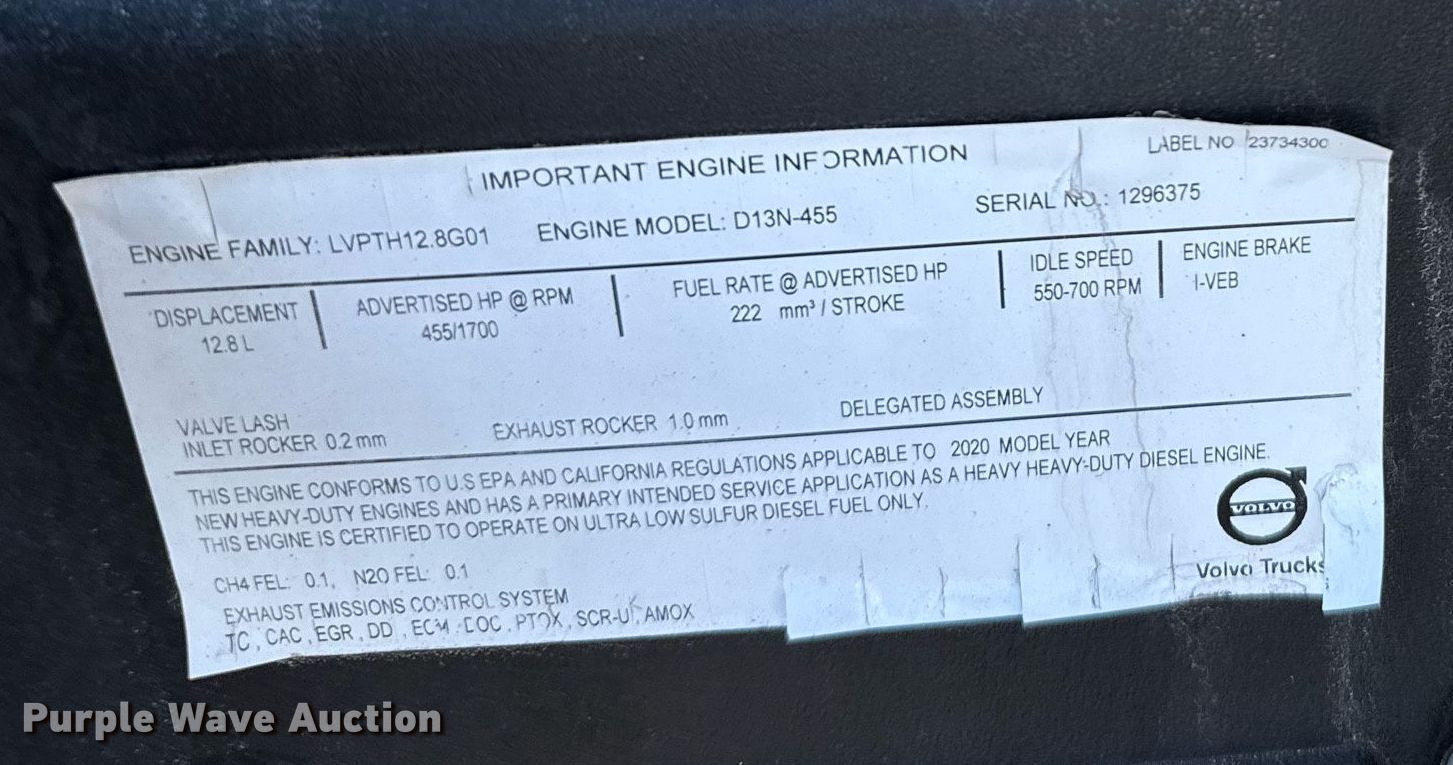 IMPORTANT ENGINE INFORMATION
LABEL NO 23734300
ENGINE FAMILY: LVPTH12.8G01 ENGINE MODEL: D13N-455 SERIAL NO.: 1296375
DISPLACEMENT ADVERTISED HP @ RPM FUEL RATE @ ADVERTISED HP IDLE SPEED ENGINE BRAKE
12.8 L 455/1700 222 mm³ / STROKE 550-700 RPM I-VEB
VALVE LASH
INLET ROCKER 0.2 mm EXHAUST ROCKER 1.0 mm DELEGATED ASSEMBLY
THIS ENGINE CONFORMS TO U.S EPA AND CALIFORNIA REGULATIONS APPLICABLE TO 2020 MODEL YEAR
NEW HEAVY-DUTY ENGINES AND HAS A PRIMARY INTENDED SERVICE APPLICATION AS A HEAVY HEAVY-DUTY DIESEL ENGINE.
THIS ENGINE IS CERTIFIED TO OPERATE ON ULTRA LOW SULFUR DIESEL FUEL ONLY.
VOLVO
Volvo Trucks
CH4 FEL: 0.1, N2O FEL: 0.1
EXHAUST EMISSIONS CONTROL SYSTEM
TC, CAC, EGR, DD, ECM, DOC, PTOX, SCR-U, AMOX
Purple Wave Auction